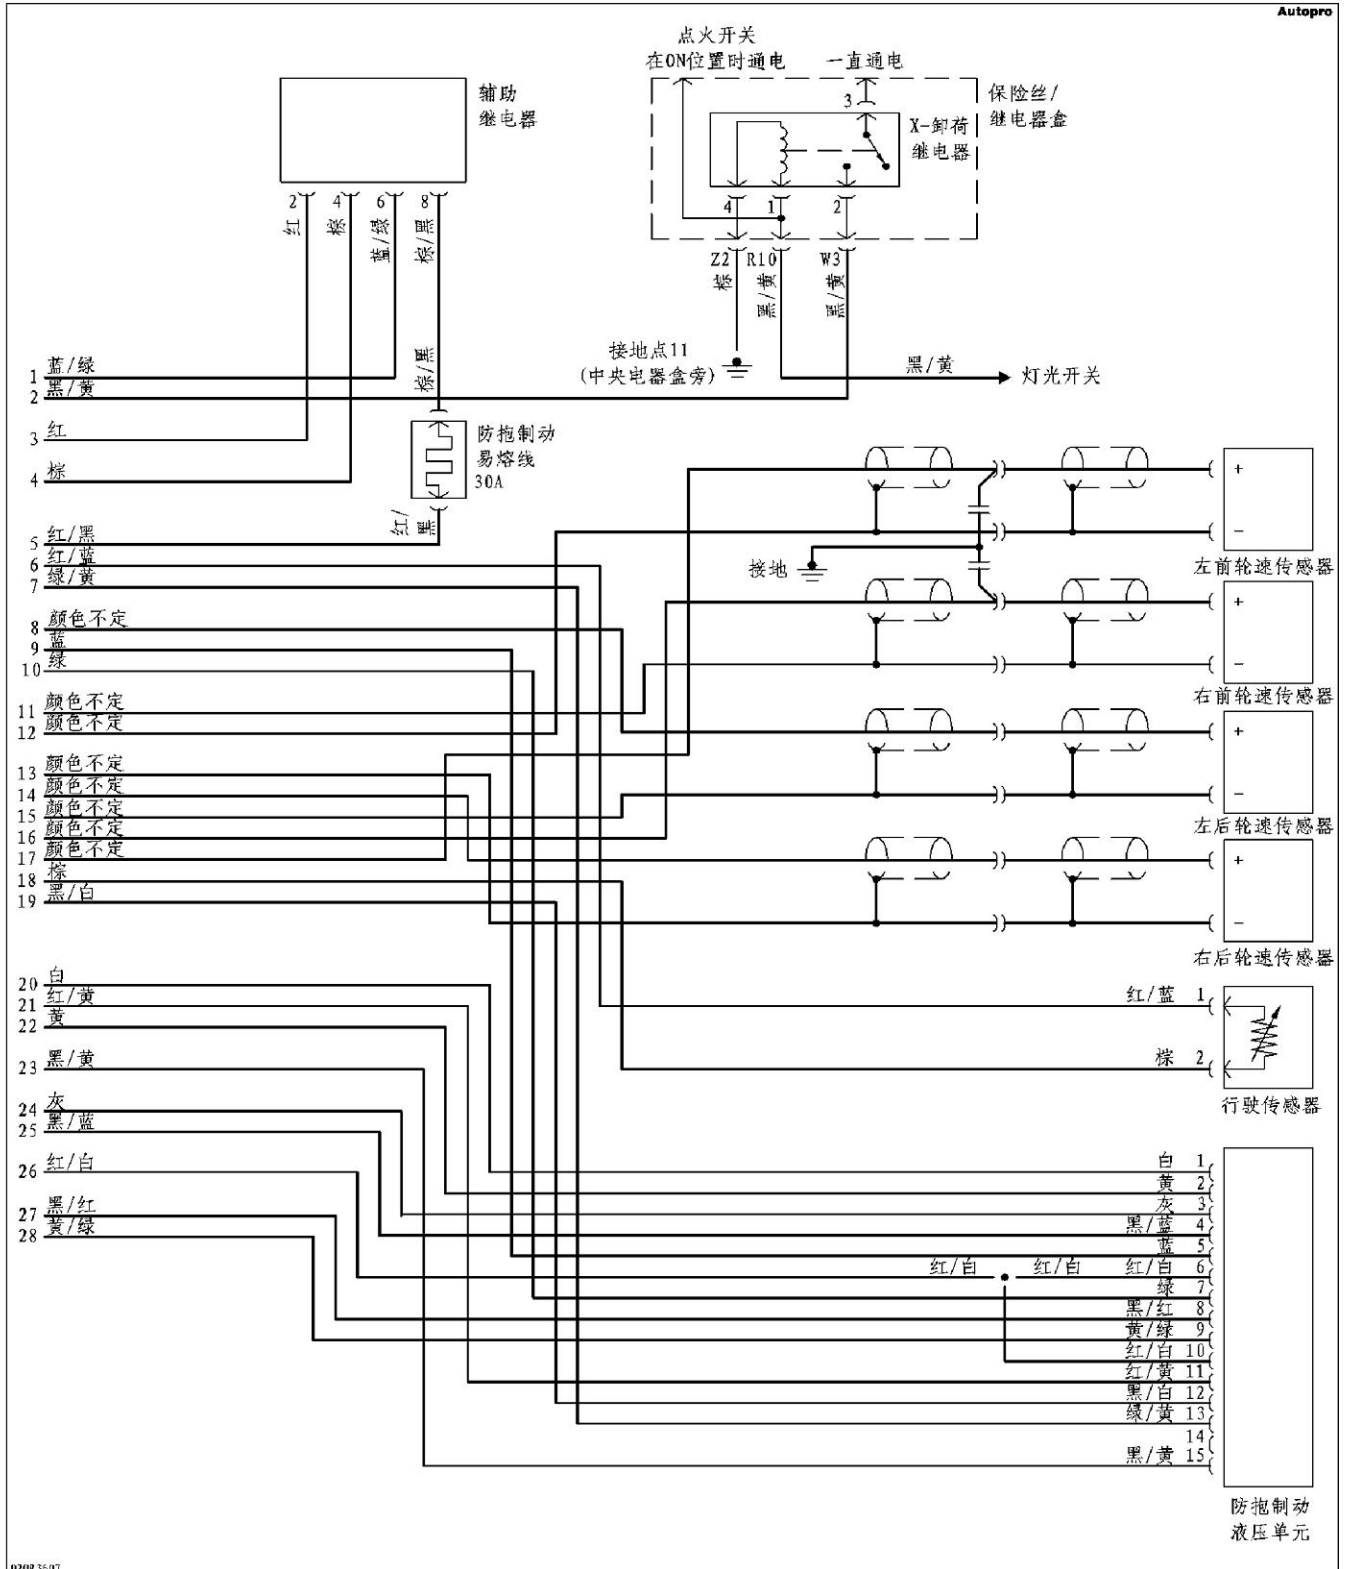 Autopro
点火开关
在ON位置时通电
一直通电
保险丝/
继电器盒
辅助
继电器
X-卸荷
继电器
3
2
4
6
8
红
棕
蓝/绿
棕/黑
4
1
2
Z2
R10
W3
棕
黑/黄
黑/黄
接地点11
(中央电器盒旁)
黑/黄
灯光开关
棕/黑
1 蓝/绿
2 黑/黄
3 红
4 棕
防抱制动
易熔线
30A
红/
黑
5 红/黑
6 红/蓝
7 绿/黄
8 颜色不定
9 蓝
10 绿
11 颜色不定
12 颜色不定
13 颜色不定
14 颜色不定
15 颜色不定
16 颜色不定
17 颜色不定
18 棕
19 黑/白
20 白
21 红/黄
22 黄
23 黑/黄
24 灰
25 黑/蓝
26 红/白
27 黑/红
28 黄/绿
接地
+
-
左前轮速传感器
+
-
右前轮速传感器
+
-
左后轮速传感器
+
-
右后轮速传感器
红/蓝 1
棕 2
行驶传感器
白 1
黄 2
灰 3
黑/蓝 4
蓝 5
红/白 红/白 红/白 6
绿 7
黑/红 8
黄/绿 9
红/白 10
红/黄 11
黑/白 12
绿/黄 13
14
黑/黄 15
防抱制动
液压单元